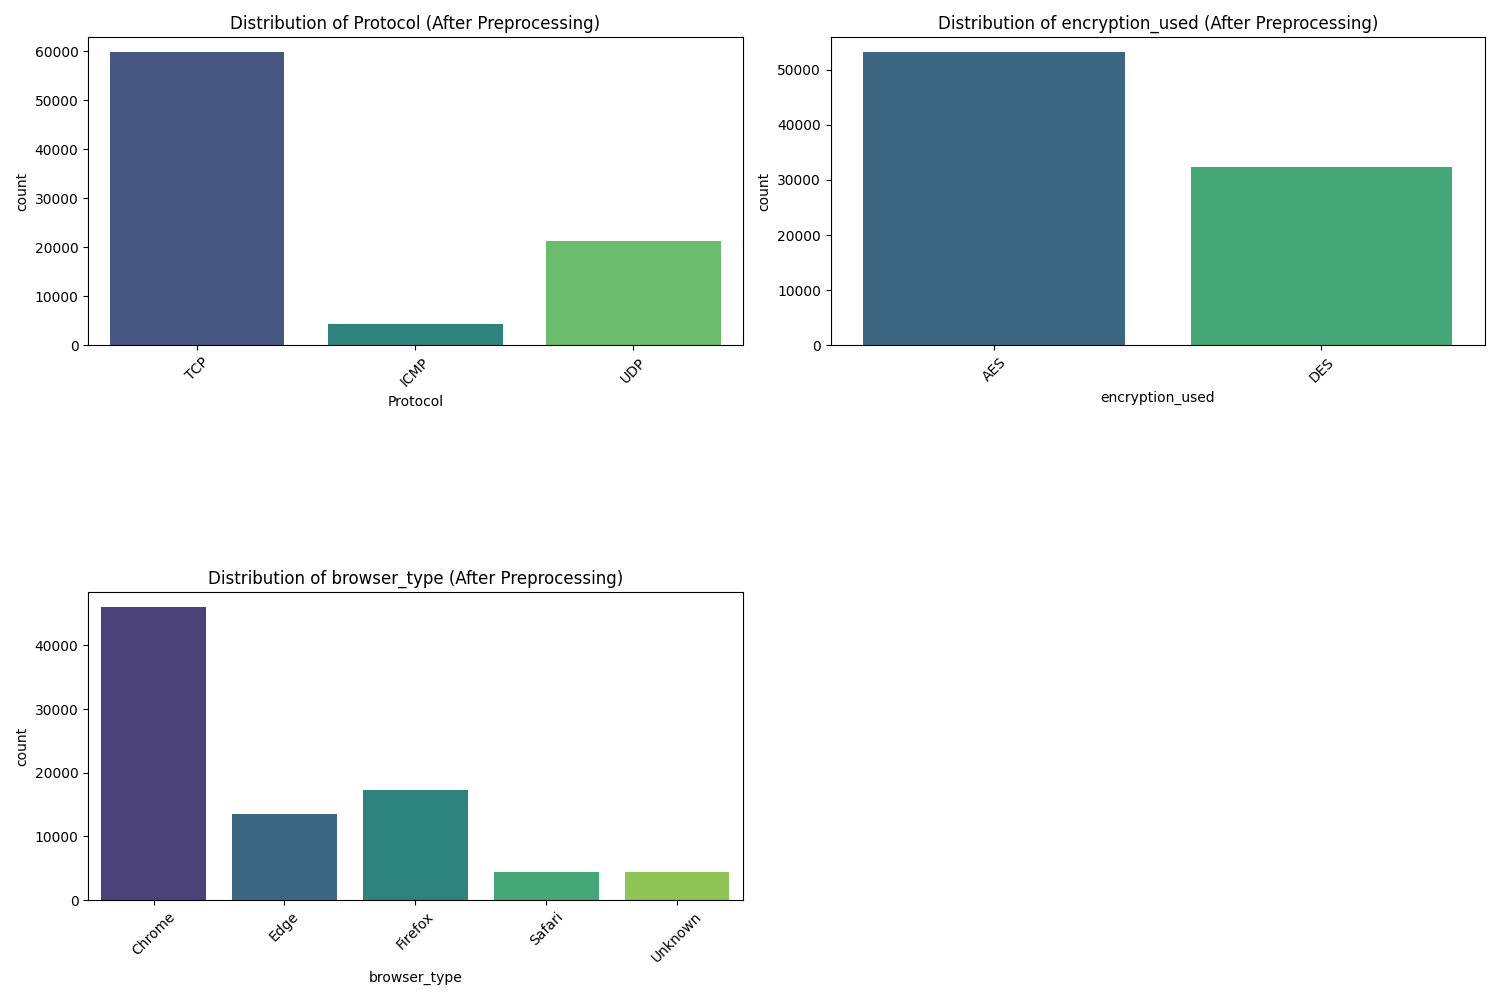 Distribution of Protocol (After Preprocessing)
60000
50000
40000
30000
20000
10000
0
count
TCP
ICMP
UDP
Protocol
Distribution of encryption_used (After Preprocessing)
50000
40000
30000
20000
10000
0
count
AES
DES
encryption_used
Distribution of browser_type (After Preprocessing)
40000
30000
20000
10000
0
count
Chrome
Edge
Firefox
Safari
Unknown
browser_type